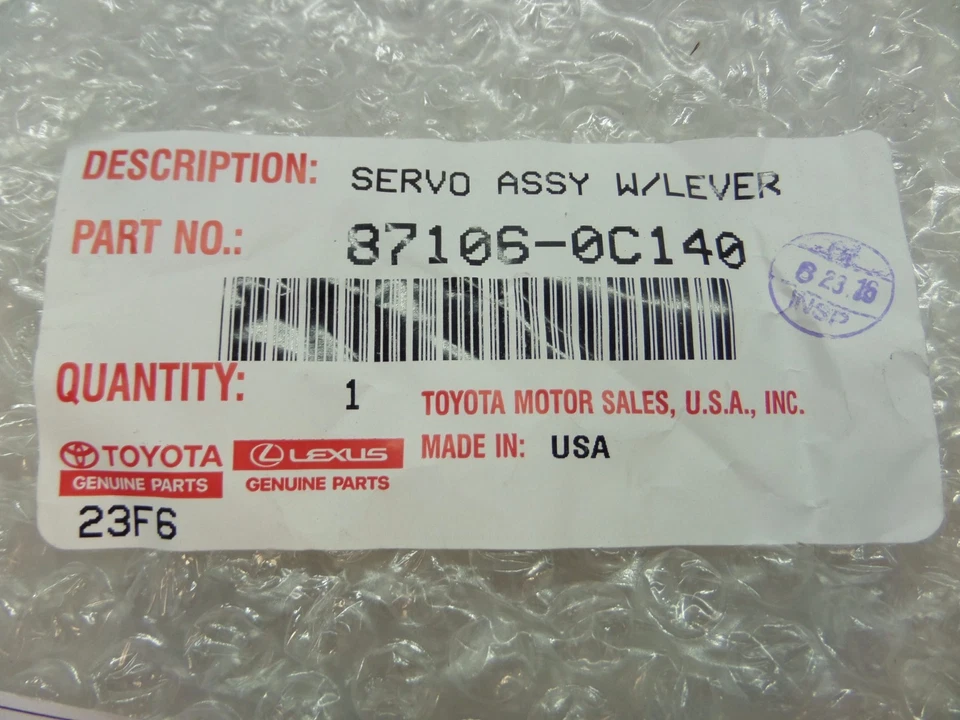 DESCRIPTION: SERVO ASSY W/LEVER
PART NO.: 87106-0C140
6 23.16
INSP
QUANTITY: 1
TOYOTA MOTOR SALES, U.S.A., INC.
MADE IN: USA
TOYOTA
GENUINE PARTS
LEXUS
GENUINE PARTS
23F6